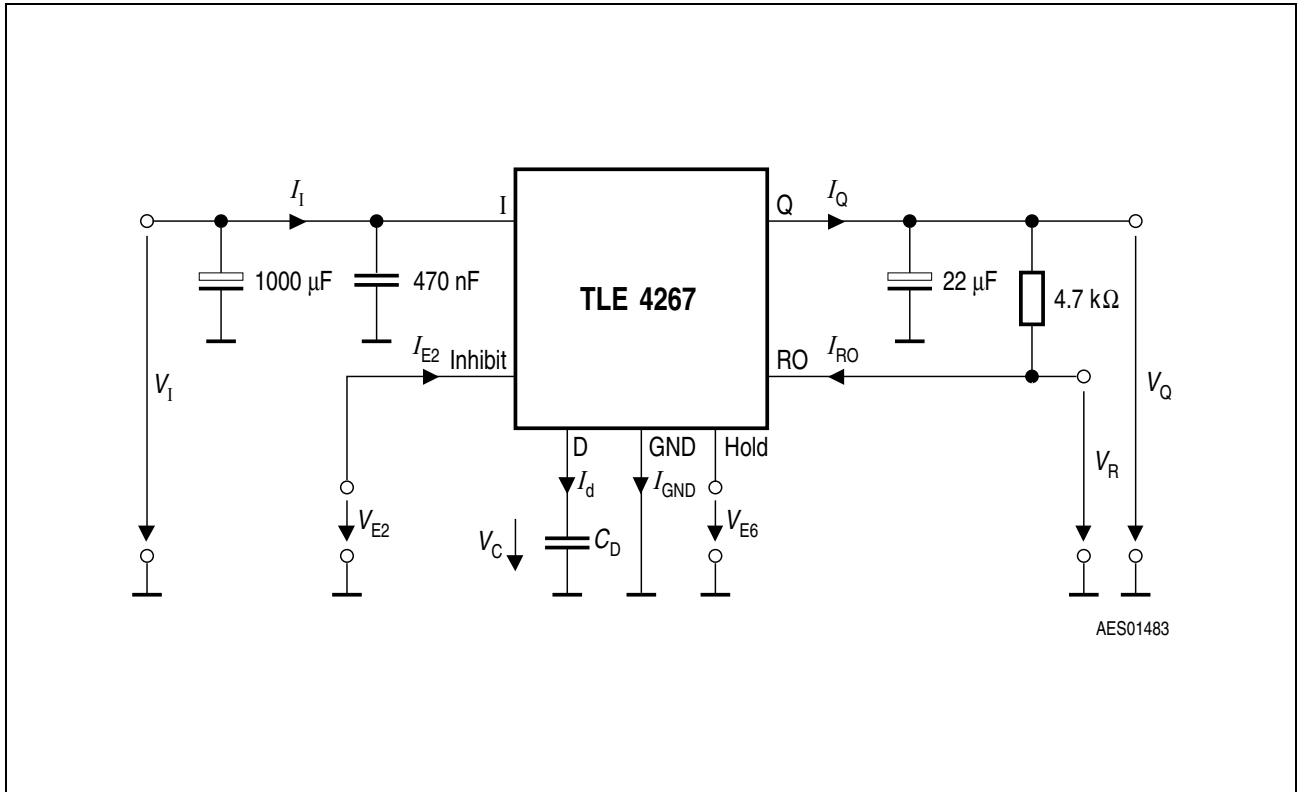 I_I
I
Q
I_Q
1000 μF
470 nF
TLE 4267
22 μF
4.7 kΩ
I_E2
Inhibit
RO
I_RO
V_I
V_Q
D
GND
Hold
V_R
I_d
I_GND
V_E2
V_C
C_D
V_E6
AES01483